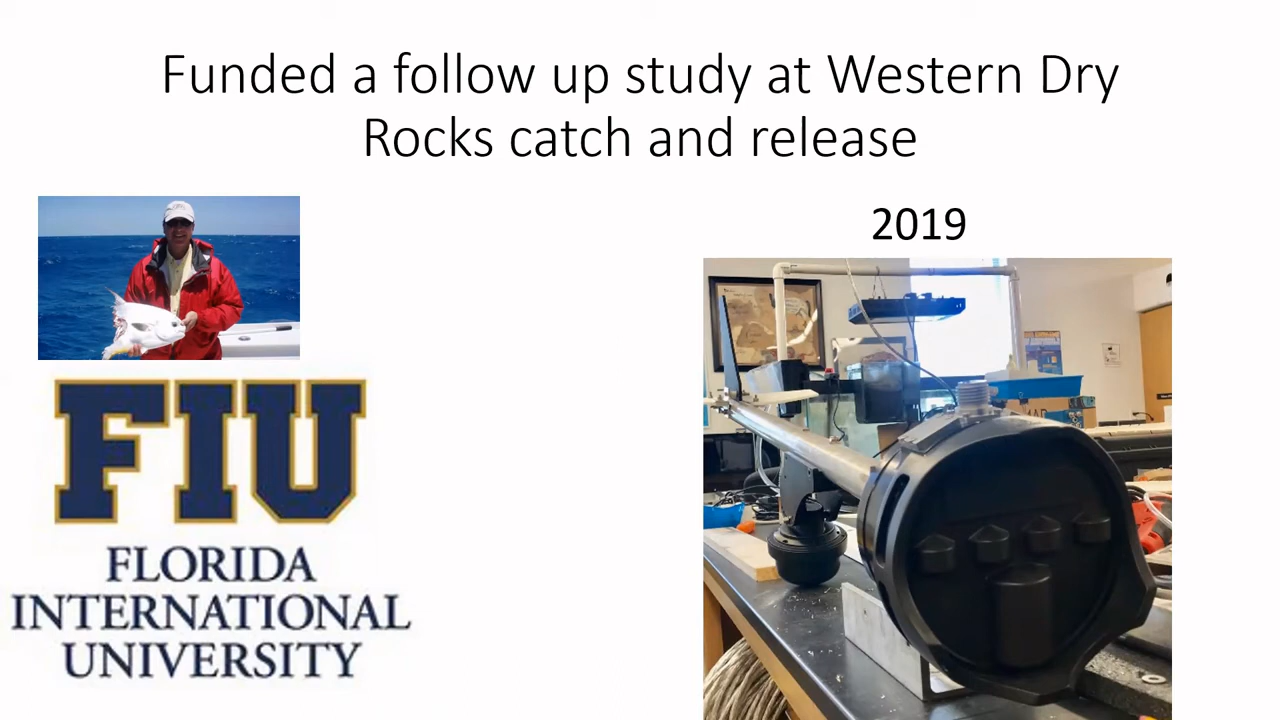 Funded a follow up study at Western Dry
Rocks catch and release
2019
FIU
FLORIDA
INTERNATIONAL
UNIVERSITY